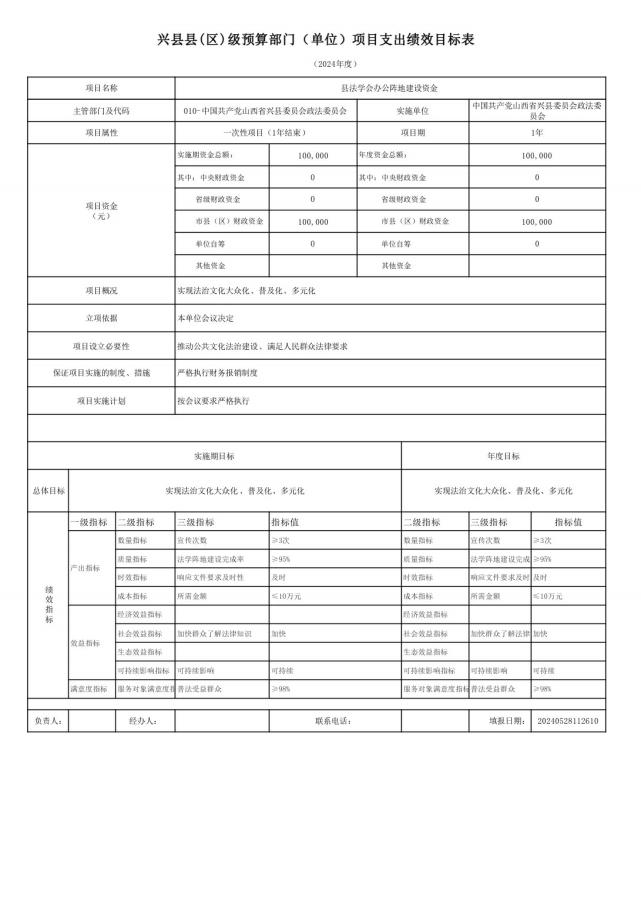 兴县县(区)级预算部门（单位）项目支出绩效目标表
（2024年度）
项目名称 县法学会办公阵地建设资金
主管部门及代码 010-中国共产党山西省兴县委员会政法委员会 实施单位 中国共产党山西省兴县委员会政法委
员会
项目属性 一次性项目（1年结束） 项目期 1年
项目资金
（元）
实施期资金总额： 100,000 年度资金总额： 100,000
其中：中央财政资金 0 其中：中央财政资金 0
省级财政资金 0 省级财政资金 0
市县（区）财政资金 100,000 市县（区）财政资金 100,000
单位自筹 0 单位自筹 0
其他资金 其他资金
项目概况 实现法治文化大众化、普及化、多元化
立项依据 本单位会议决定
项目设立必要性 推动公共文化法治建设、满足人民群众法律要求
保证项目实施的制度、措施 严格执行财务报销制度
项目实施计划 按会议要求严格执行
实施期目标 年度目标
总体目标 实现法治文化大众化、普及化、多元化 实现法治文化大众化、普及化、多元化
绩效指标
一级指标 二级指标 三级指标 指标值 二级指标 三级指标 指标值
产出指标
数量指标 宣传次数 ≥3次 数量指标 宣传次数 ≥3次
质量指标 法学阵地建设完成率 ≥95% 质量指标 法学阵地建设完成 ≥95%
时效指标 响应文件要求及时性 及时 时效指标 响应文件要求及时 及时
成本指标 所需金额 ≤10万元 成本指标 所需金额 ≤10万元
效益指标
经济效益指标 经济效益指标
社会效益指标 加快群众了解法律知识 加快 社会效益指标 加快群众了解法律 加快
生态效益指标 生态效益指标
可持续影响指标 可持续影响 可持续 可持续影响指标 可持续影响 可持续
满意度指标 服务对象满意度指 普法受益群众 ≥98% 服务对象满意度指标 普法受益群众 ≥98%
负责人： 经办人： 联系电话： 填报日期： 20240528112610